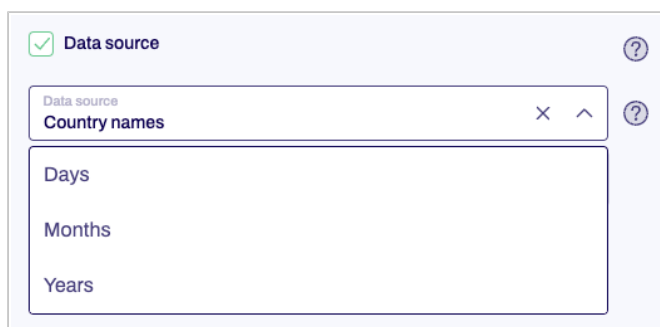 Data source
?
Data source
Country names
?
Days
Months
Years